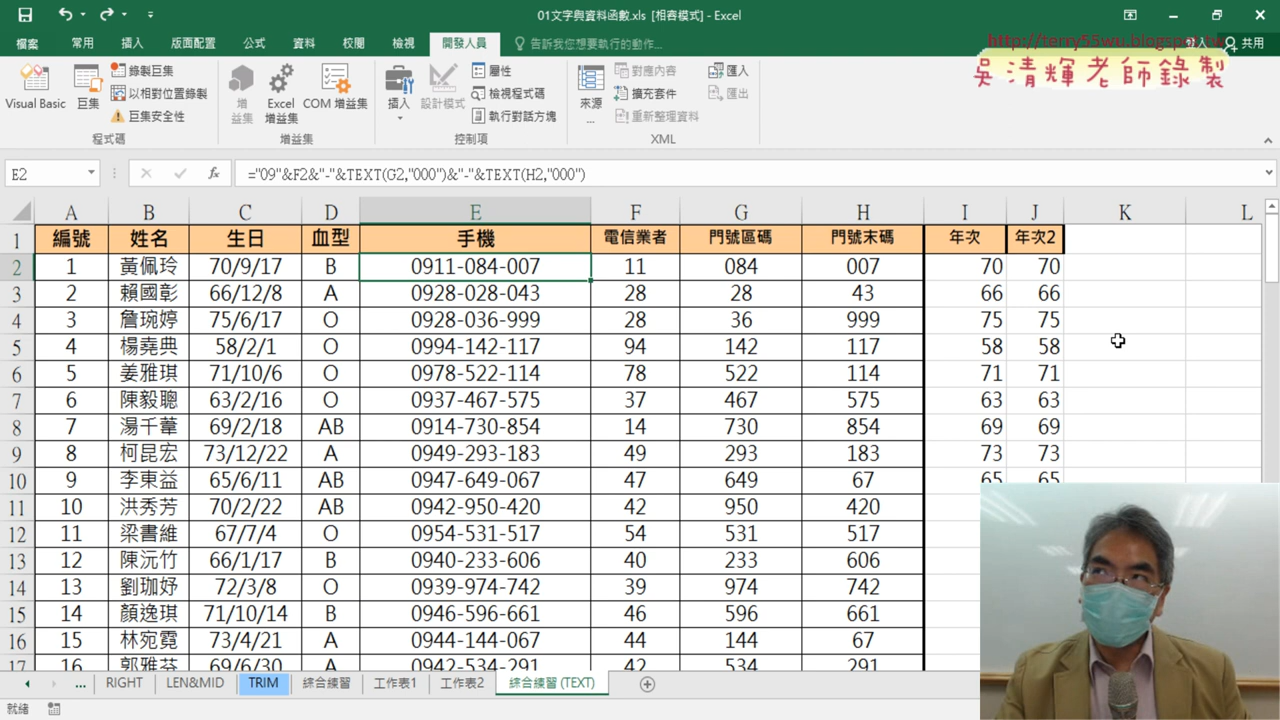 01文字與資料函數.xls [相容模式] - Excel
檔案 常用 插入 版面配置 公式 資料 校閱 檢視 開發人員 告訴我您想要執行的動作... 共用
http://terry55wu.blogspot.tw
吳清輝老師錄製
Visual Basic 巨集 錄製巨集 以相對位置錄製 巨集安全性 程式碼
增益集 Excel 增益集 COM 增益集 增益集
插入 設計模式 屬性 檢視程式碼 執行對話方塊 控制項
來源... 對應內容 擴充套件 重新整理資料 匯入 匯出 XML
E2 fx ="09"&F2&"-"&TEXT(G2,"000")&"-"&TEXT(H2,"000")
A B C D E F G H I J K L
1 編號 姓名 生日 血型 手機 電信業者 門號區碼 門號末碼 年次 年次2
2 1 黃佩玲 70/9/17 B 0911-084-007 11 084 007 70 70
3 2 賴國彰 66/12/8 A 0928-028-043 28 28 43 66 66
4 3 詹琬婷 75/6/17 O 0928-036-999 28 36 999 75 75
5 4 楊堯典 58/2/1 O 0994-142-117 94 142 117 58 58
6 5 姜雅琪 71/10/6 O 0978-522-114 78 522 114 71 71
7 6 陳毅聰 63/2/16 O 0937-467-575 37 467 575 63 63
8 7 湯千葦 69/2/18 AB 0914-730-854 14 730 854 69 69
9 8 柯昆宏 73/12/22 A 0949-293-183 49 293 183 73 73
10 9 李東益 65/6/11 AB 0947-649-067 47 649 67 65 65
11 10 洪秀芳 70/2/22 AB 0942-950-420 42 950 420
12 11 梁書維 67/7/4 O 0954-531-517 54 531 517
13 12 陳沅竹 66/1/17 B 0940-233-606 40 233 606
14 13 劉珈妤 72/3/8 O 0939-974-742 39 974 742
15 14 顏逸琪 71/10/14 B 0946-596-661 46 596 661
16 15 林宛霓 73/4/21 A 0944-144-067 44 144 67
17 16 郭雅芬 69/6/30 A 0942-534-291 42 534 291
... RIGHT LEN&MID TRIM 綜合練習 工作表1 工作表2 綜合練習 (TEXT)
就緒